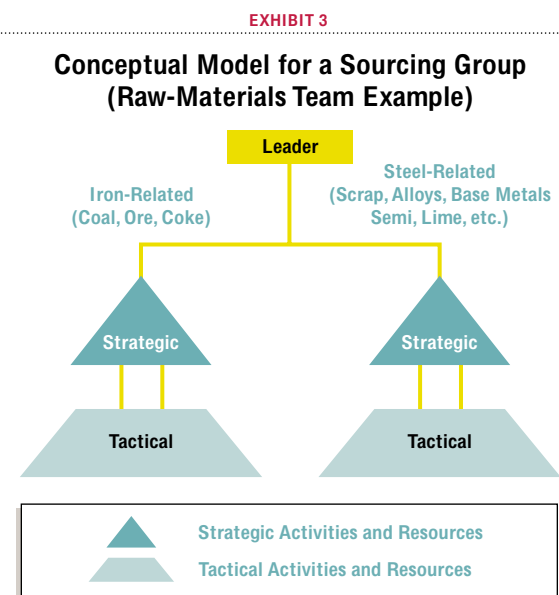 EXHIBIT 3
Conceptual Model for a Sourcing Group
(Raw-Materials Team Example)
Leader
Iron-Related
(Coal, Ore, Coke)
Steel-Related
(Scrap, Alloys, Base Metals
Semi, Lime, etc.)
Strategic
Strategic
Tactical
Tactical
Strategic Activities and Resources
Tactical Activities and Resources